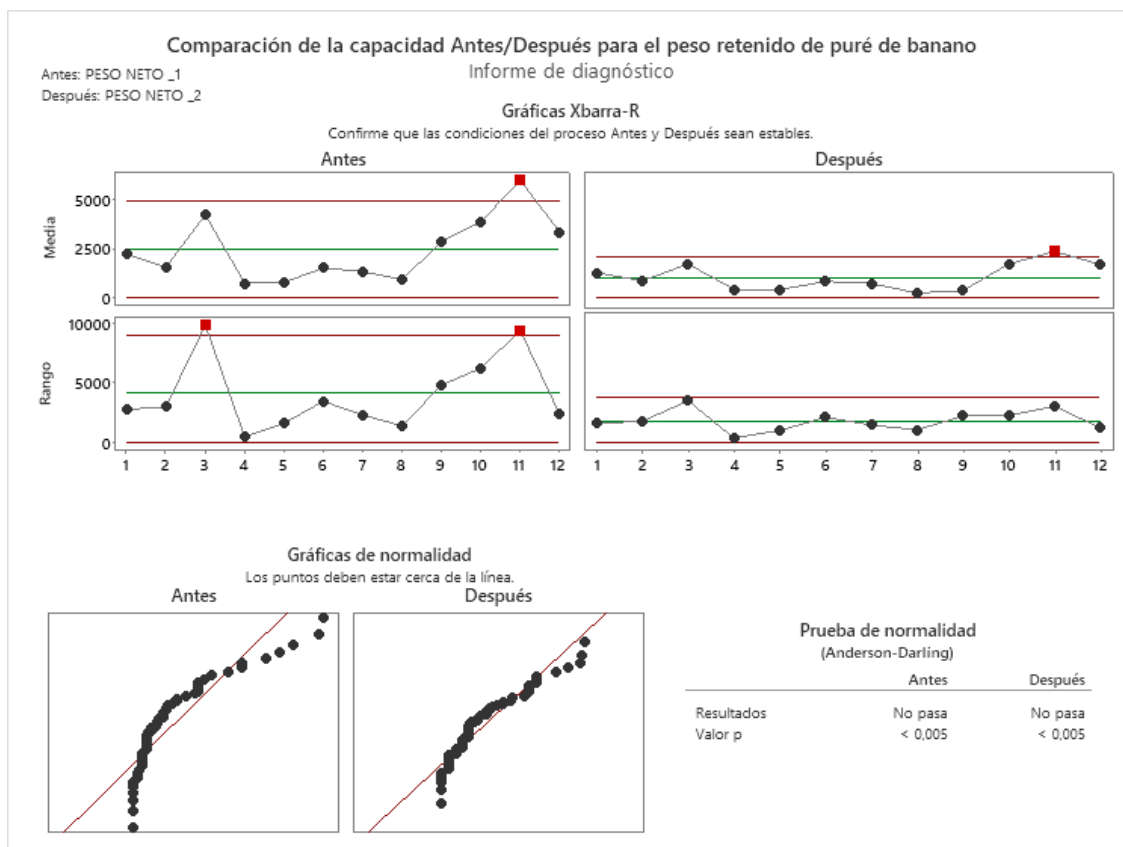 Comparación de la capacidad Antes/Después para el peso retenido de puré de banano
Informe de diagnóstico
Antes: PESO NETO _1
Después: PESO NETO _2
Gráficas Xbarra-R
Confirme que las condiciones del proceso Antes y Después sean estables.
Antes
Después
Media
5000
2500
0
Rango
10000
5000
0
1 2 3 4 5 6 7 8 9 10 11 12
1 2 3 4 5 6 7 8 9 10 11 12
Gráficas de normalidad
Los puntos deben estar cerca de la línea.
Antes
Después
Prueba de normalidad
(Anderson-Darling)
Antes Después
Resultados No pasa No pasa
Valor p < 0,005 < 0,005